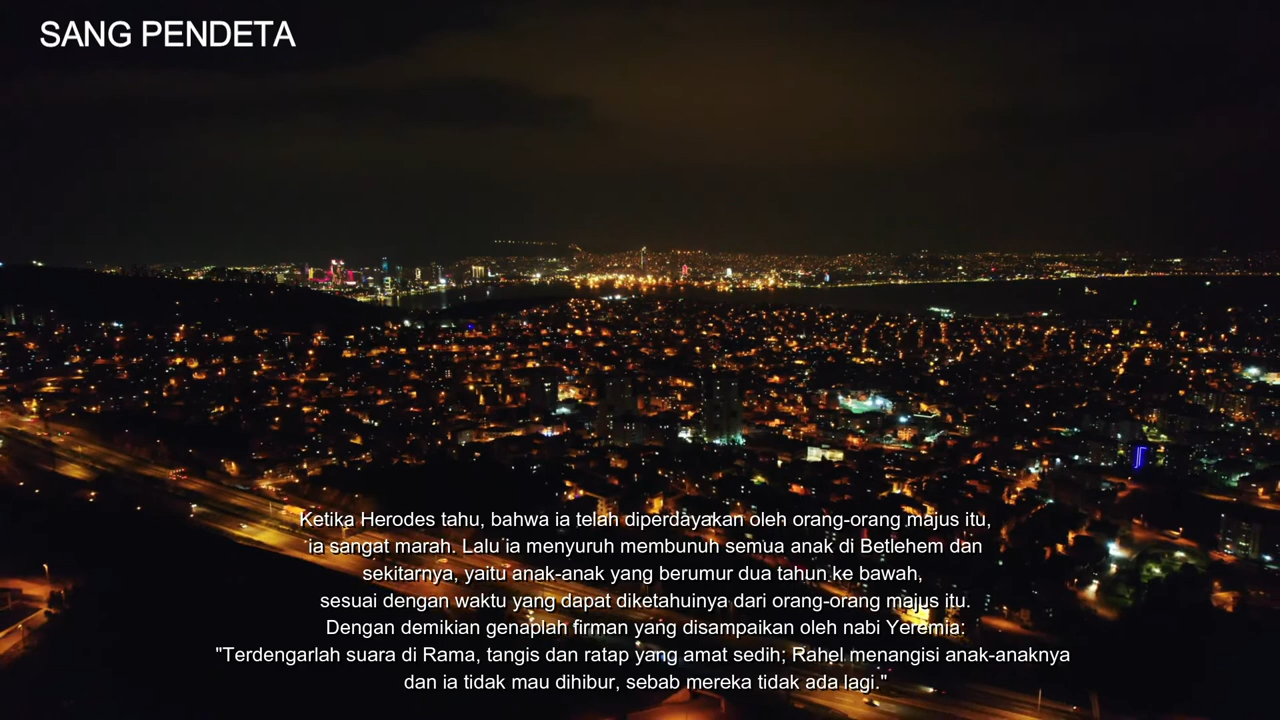 SANG PENDETA
Ketika Herodes tahu, bahwa ia telah diperdayakan oleh orang-orang majus itu,
ia sangat marah. Lalu ia menyuruh membunuh semua anak di Betlehem dan
sekitarnya, yaitu anak-anak yang berumur dua tahun ke bawah,
sesuai dengan waktu yang dapat diketahuinya dari orang-orang majus itu.
Dengan demikian genaplah firman yang disampaikan oleh nabi Yeremia:
"Terdengarlah suara di Rama, tangis dan ratap yang amat sedih; Rahel menangisi anak-anaknya
dan ia tidak mau dihibur, sebab mereka tidak ada lagi."